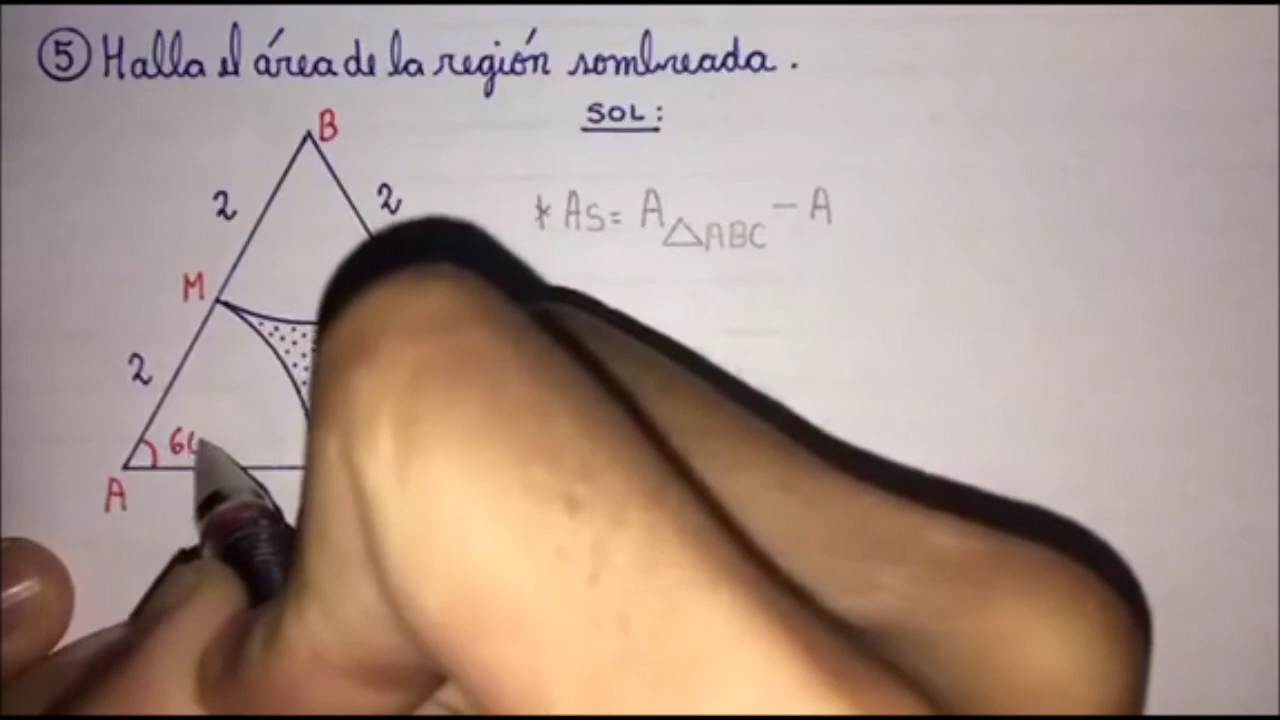 5 Halla el área de la región sombreada.
SOL:
B
2
2
* As = A△ABC - A
M
2
A